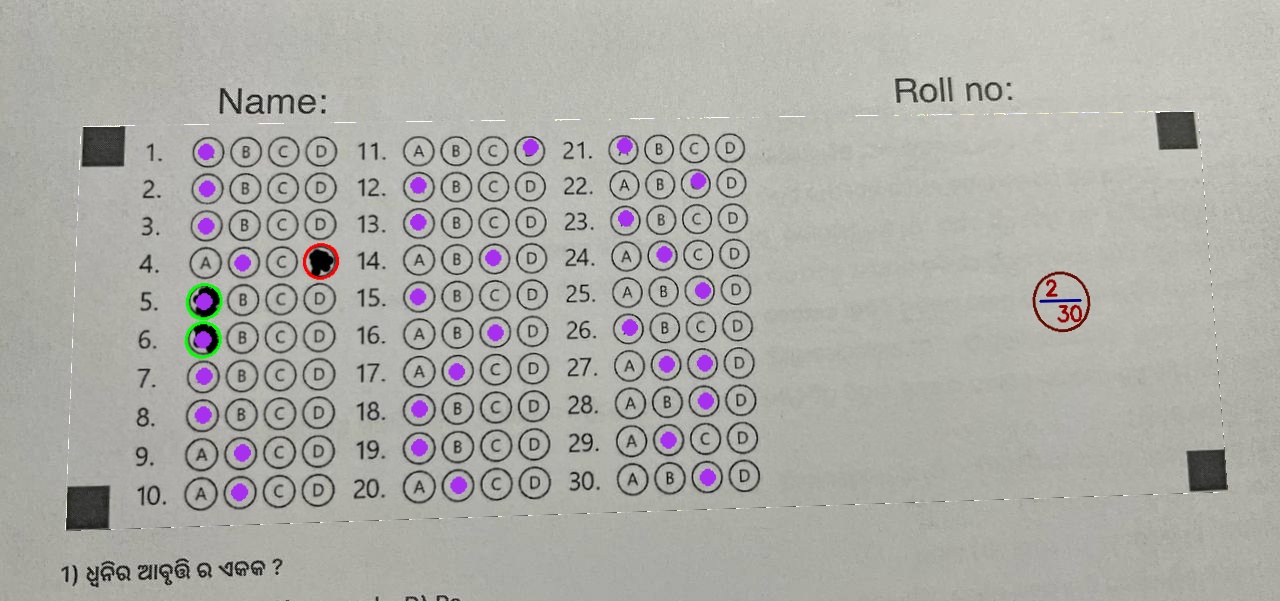 Name: Roll no:
1. B C D 11. A B C 21. B C D
2. B C D 12. B C D 22. A B D
3. B C D 13. B C D 23. B C D
4. A C 14. A B D 24. A C D
5. B C D 15. B C D 25. A B D
6. B C D 16. A B D 26. B C D
7. B C D 17. A C D 27. A D
8. B C D 18. B C D 28. A B D
9. A C D 19. B C D 29. A C D
10. A C D 20. A C D 30. A B D
2
30
1) ଧ୍ୱନିର ଆବୃତ୍ତି ର ଏକକ ?